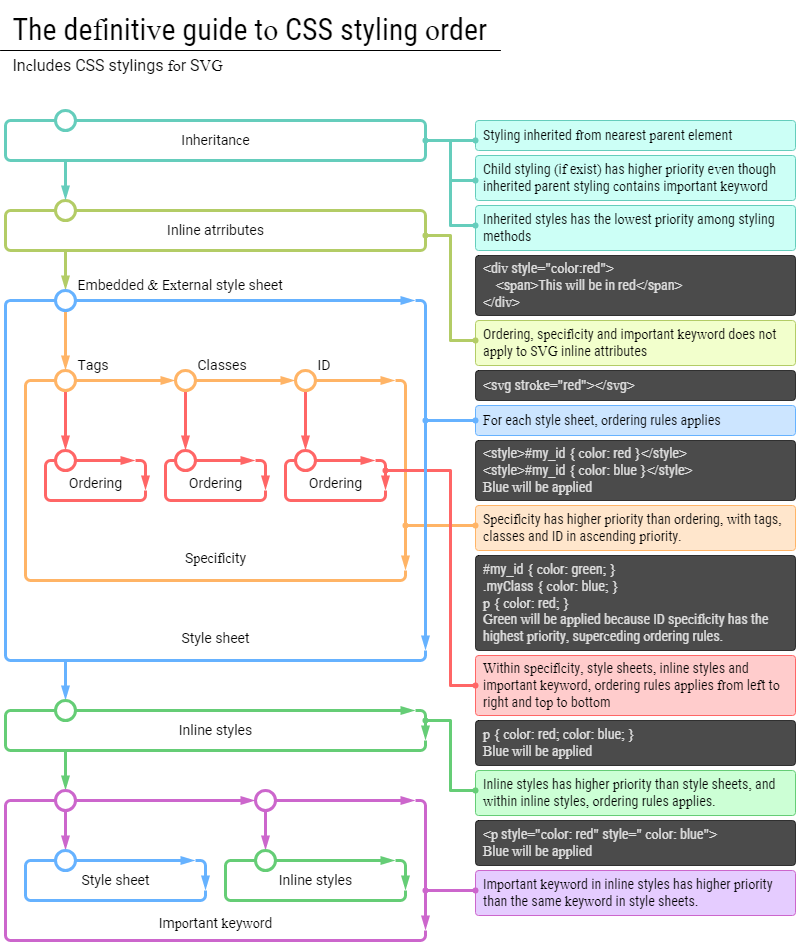 The definitive guide to CSS styling order
Includes CSS stylings for SVG
Inheritance
Styling inherited from nearest parent element
Child styling (if exist) has higher priority even though
inherited parent styling contains important keyword
Inherited styles has the lowest priority among styling
methods
Inline atrributes
<div style="color:red">
<span>This will be in red</span>
</div>
Embedded & External style sheet
Ordering, specificity and important keyword does not
apply to SVG inline attributes
Tags
Classes
ID
<svg stroke="red"></svg>
For each style sheet, ordering rules applies
Ordering
Ordering
Ordering
<style>#my_id { color: red }</style>
<style>#my_id { color: blue }</style>
Blue will be applied
Specificity has higher priority than ordering, with tags,
classes and ID in ascending priority.
Specificity
#my_id { color: green; }
.myClass { color: blue; }
p { color: red; }
Green will be applied because ID specificity has the
highest priority, superceding ordering rules.
Style sheet
Within specificity, style sheets, inline styles and
important keyword, ordering rules applies from left to
right and top to bottom
Inline styles
p { color: red; color: blue; }
Blue will be applied
Inline styles has higher priority than style sheets, and
within inline styles, ordering rules applies.
<p style="color: red" style=" color: blue">
Blue will be applied
Style sheet
Inline styles
Important keyword in inline styles has higher priority
than the same keyword in style sheets.
Important keyword